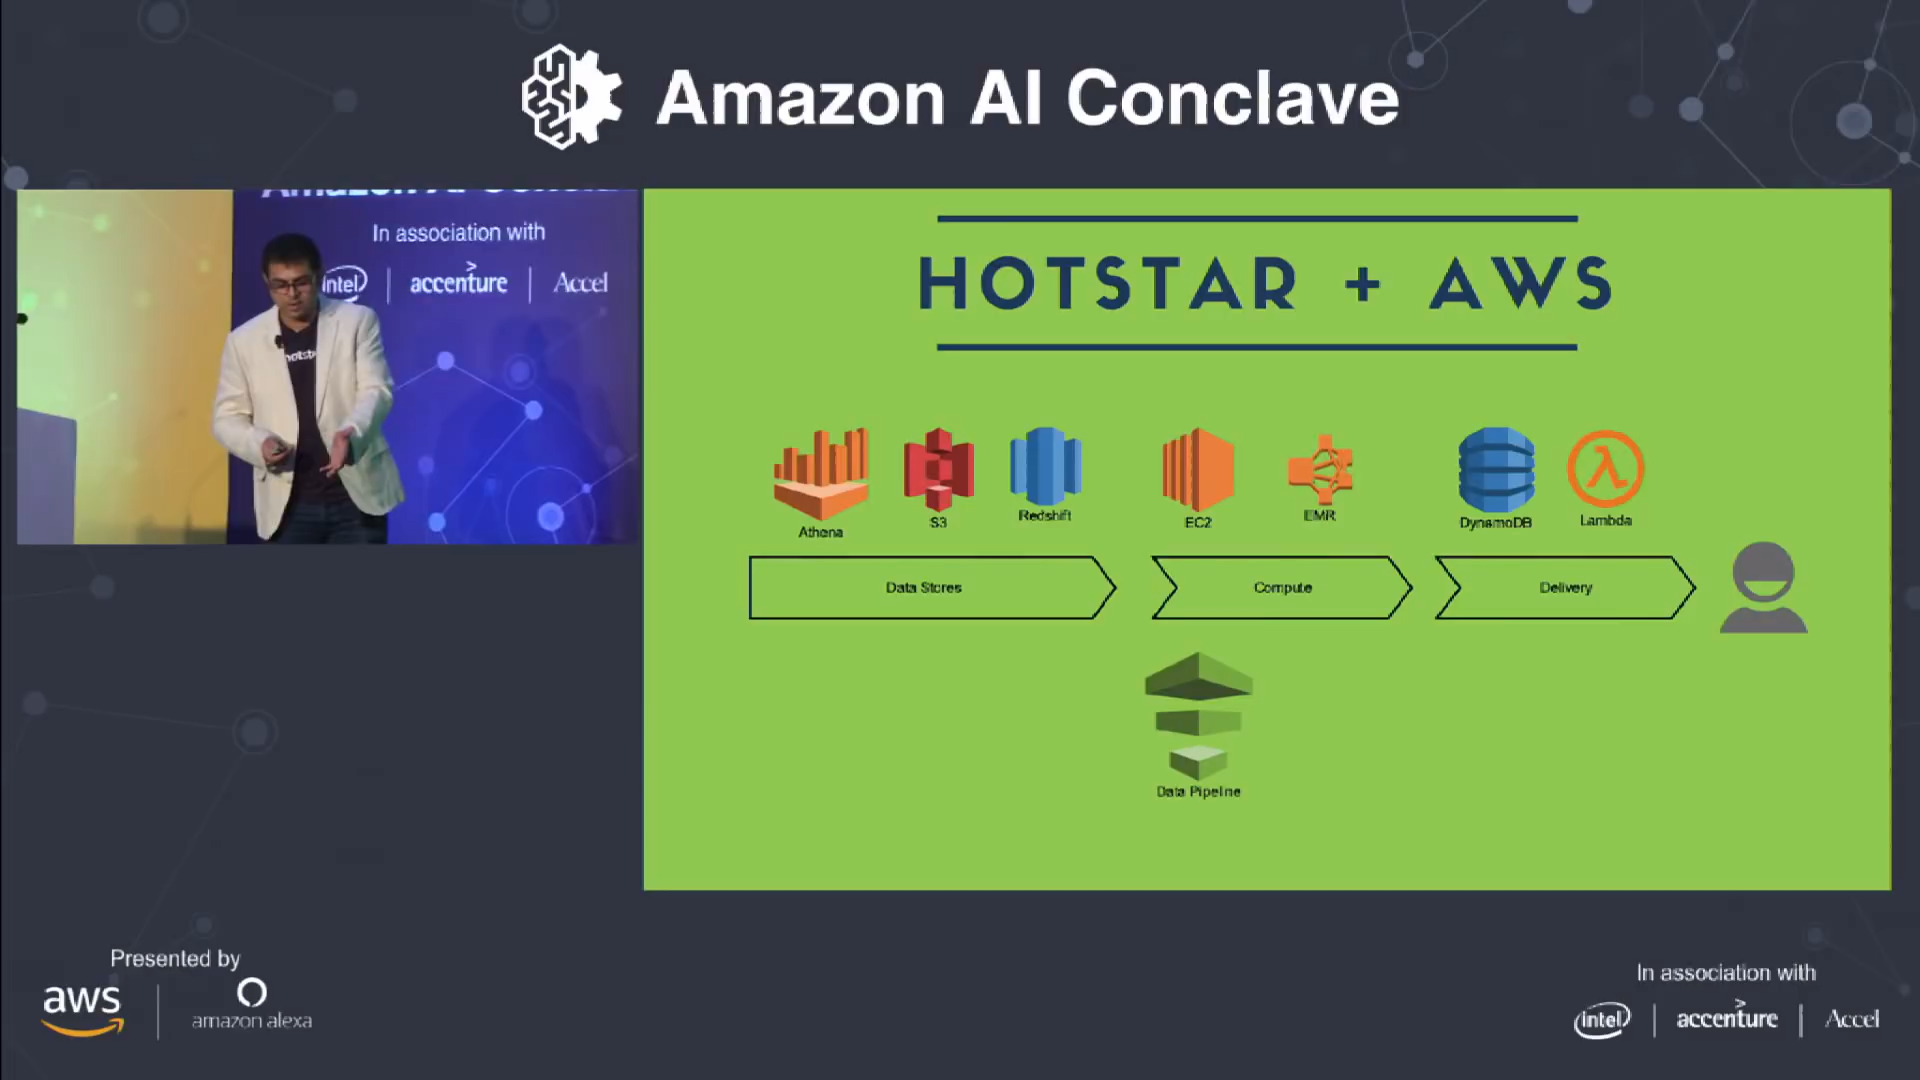 Amazon AI Conclave
In association with
intel
accenture
Accel
hotst
HOTSTAR + AWS
Athena
S3
Redshift
EC2
EMR
DynamoDB
Lambda
Data Stores
Compute
Delivery
Data Pipeline
Presented by
aws
amazon alexa
In association with
intel
accenture
Accel